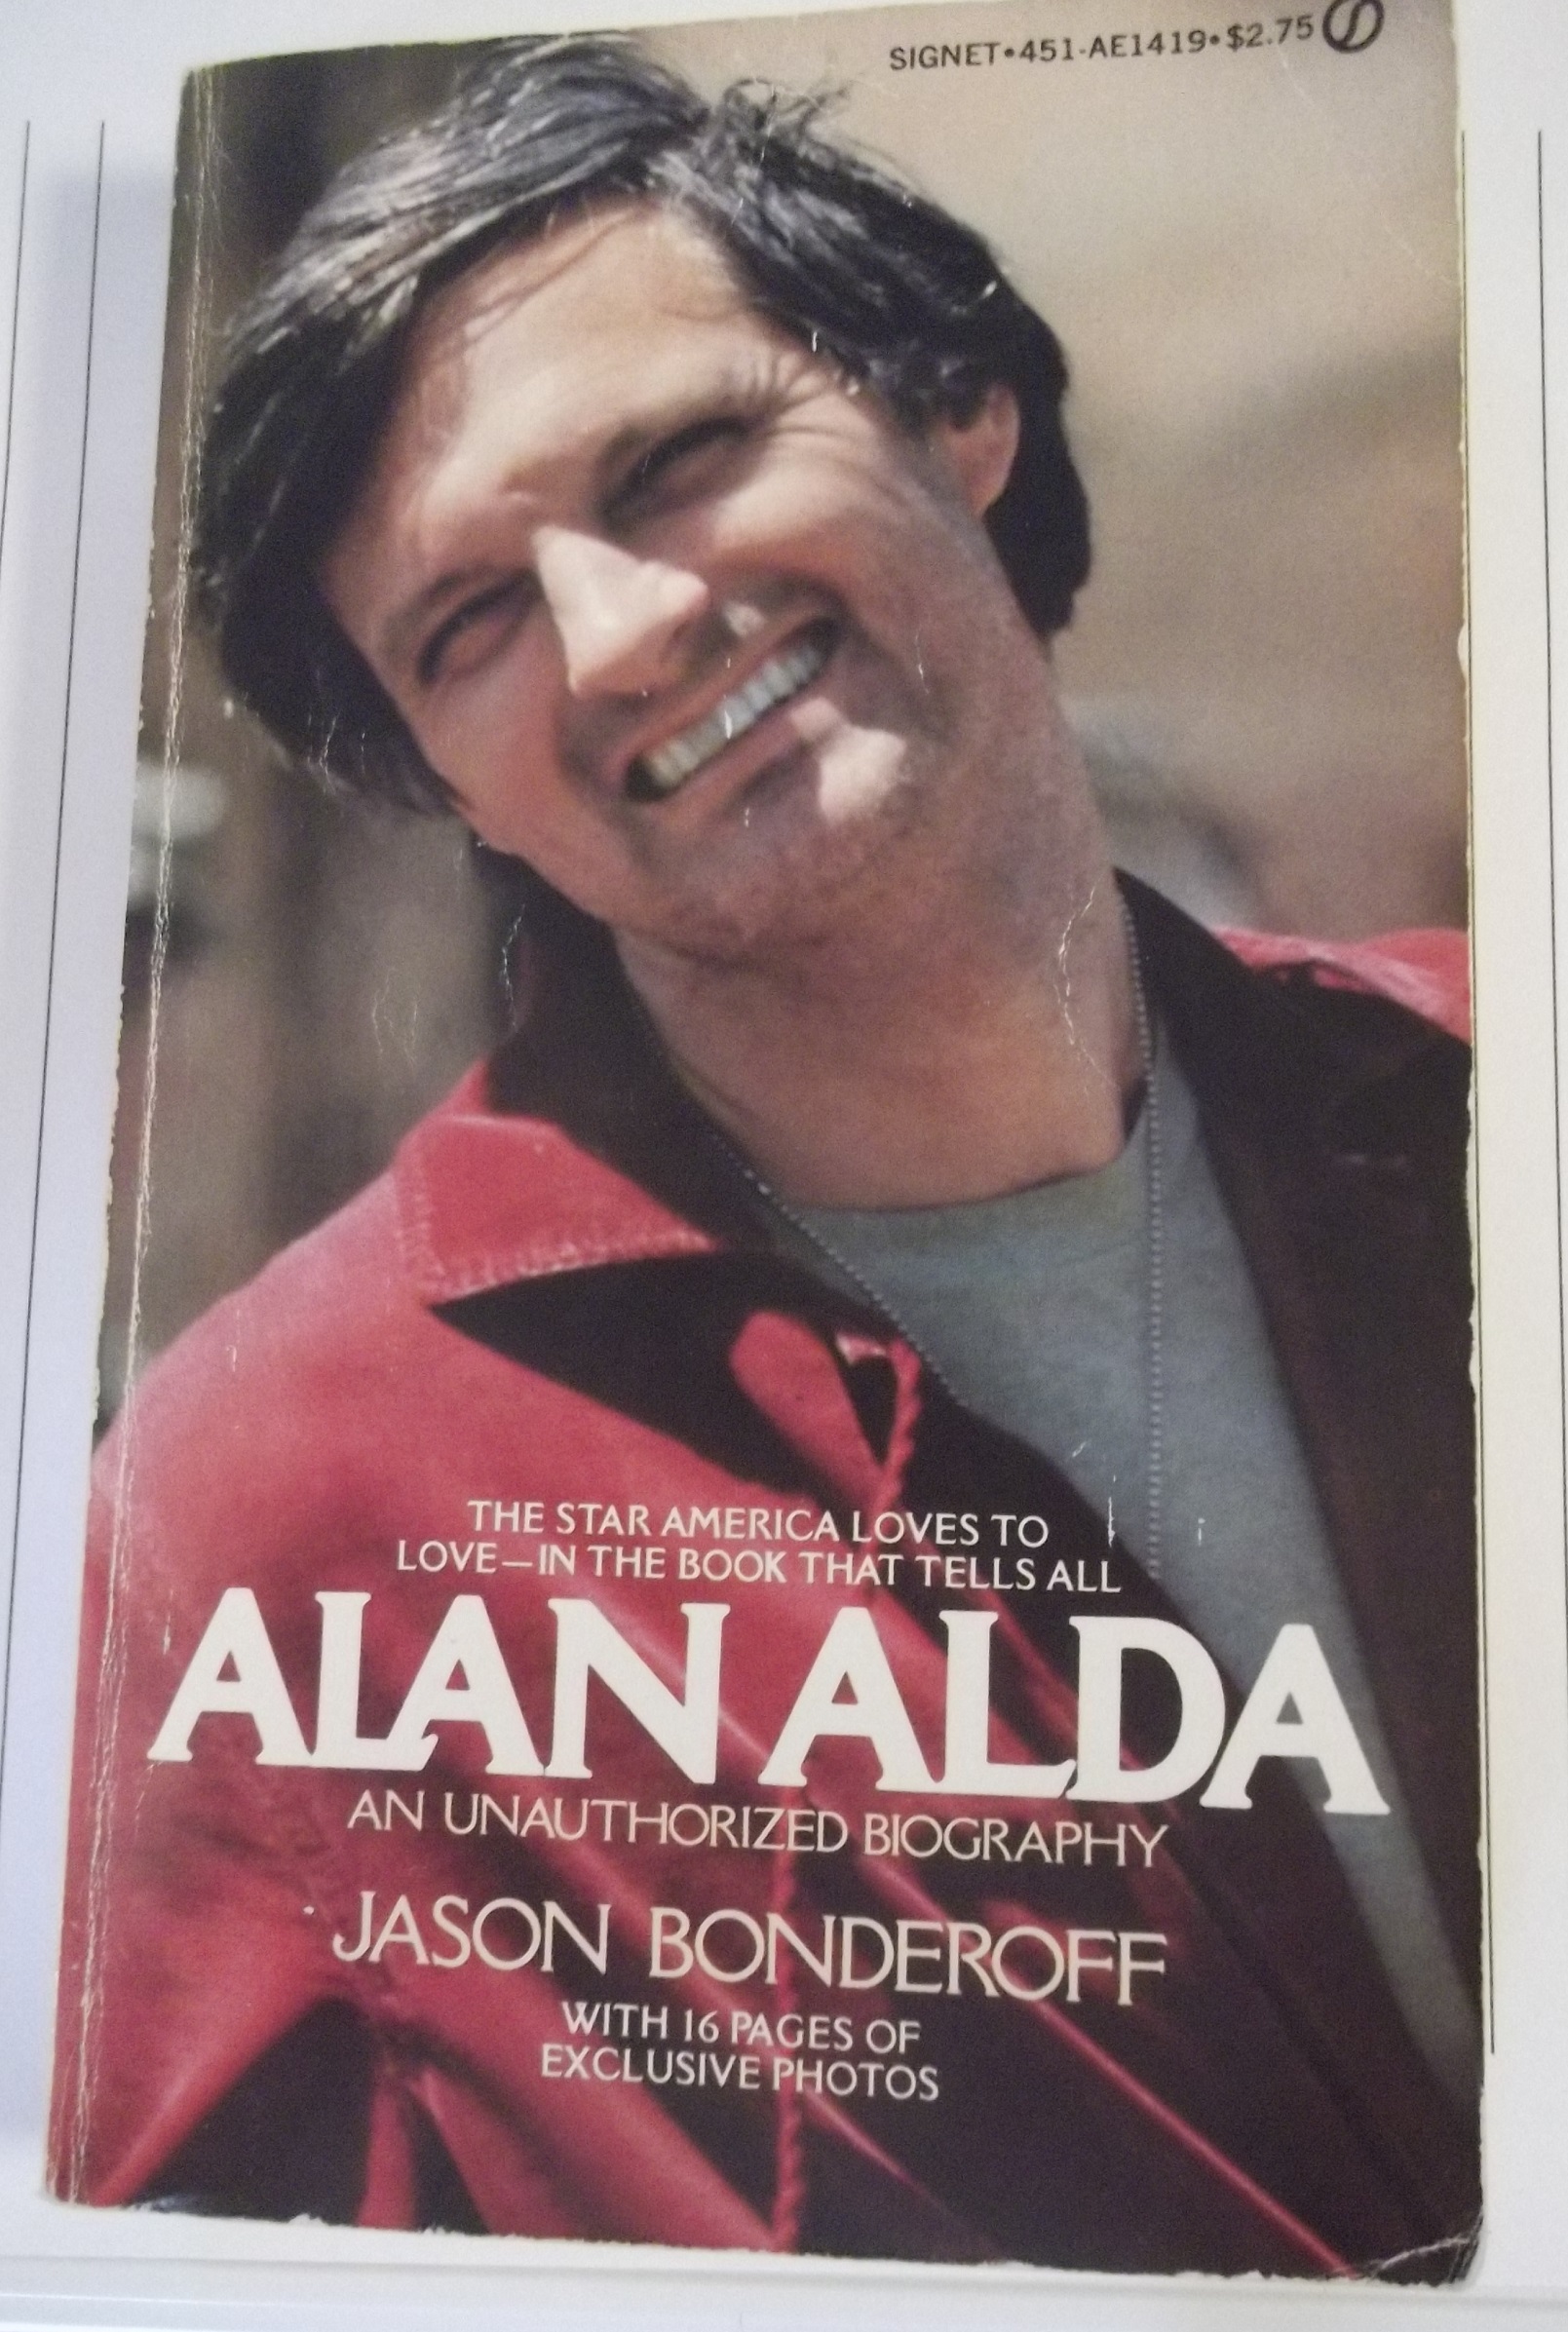 SIGNET•451-AE1419•$2.75
THE STAR AMERICA LOVES TO
LOVE—IN THE BOOK THAT TELLS ALL
ALAN ALDA
AN UNAUTHORIZED BIOGRAPHY
JASON BONDEROFF
WITH 16 PAGES OF
EXCLUSIVE PHOTOS